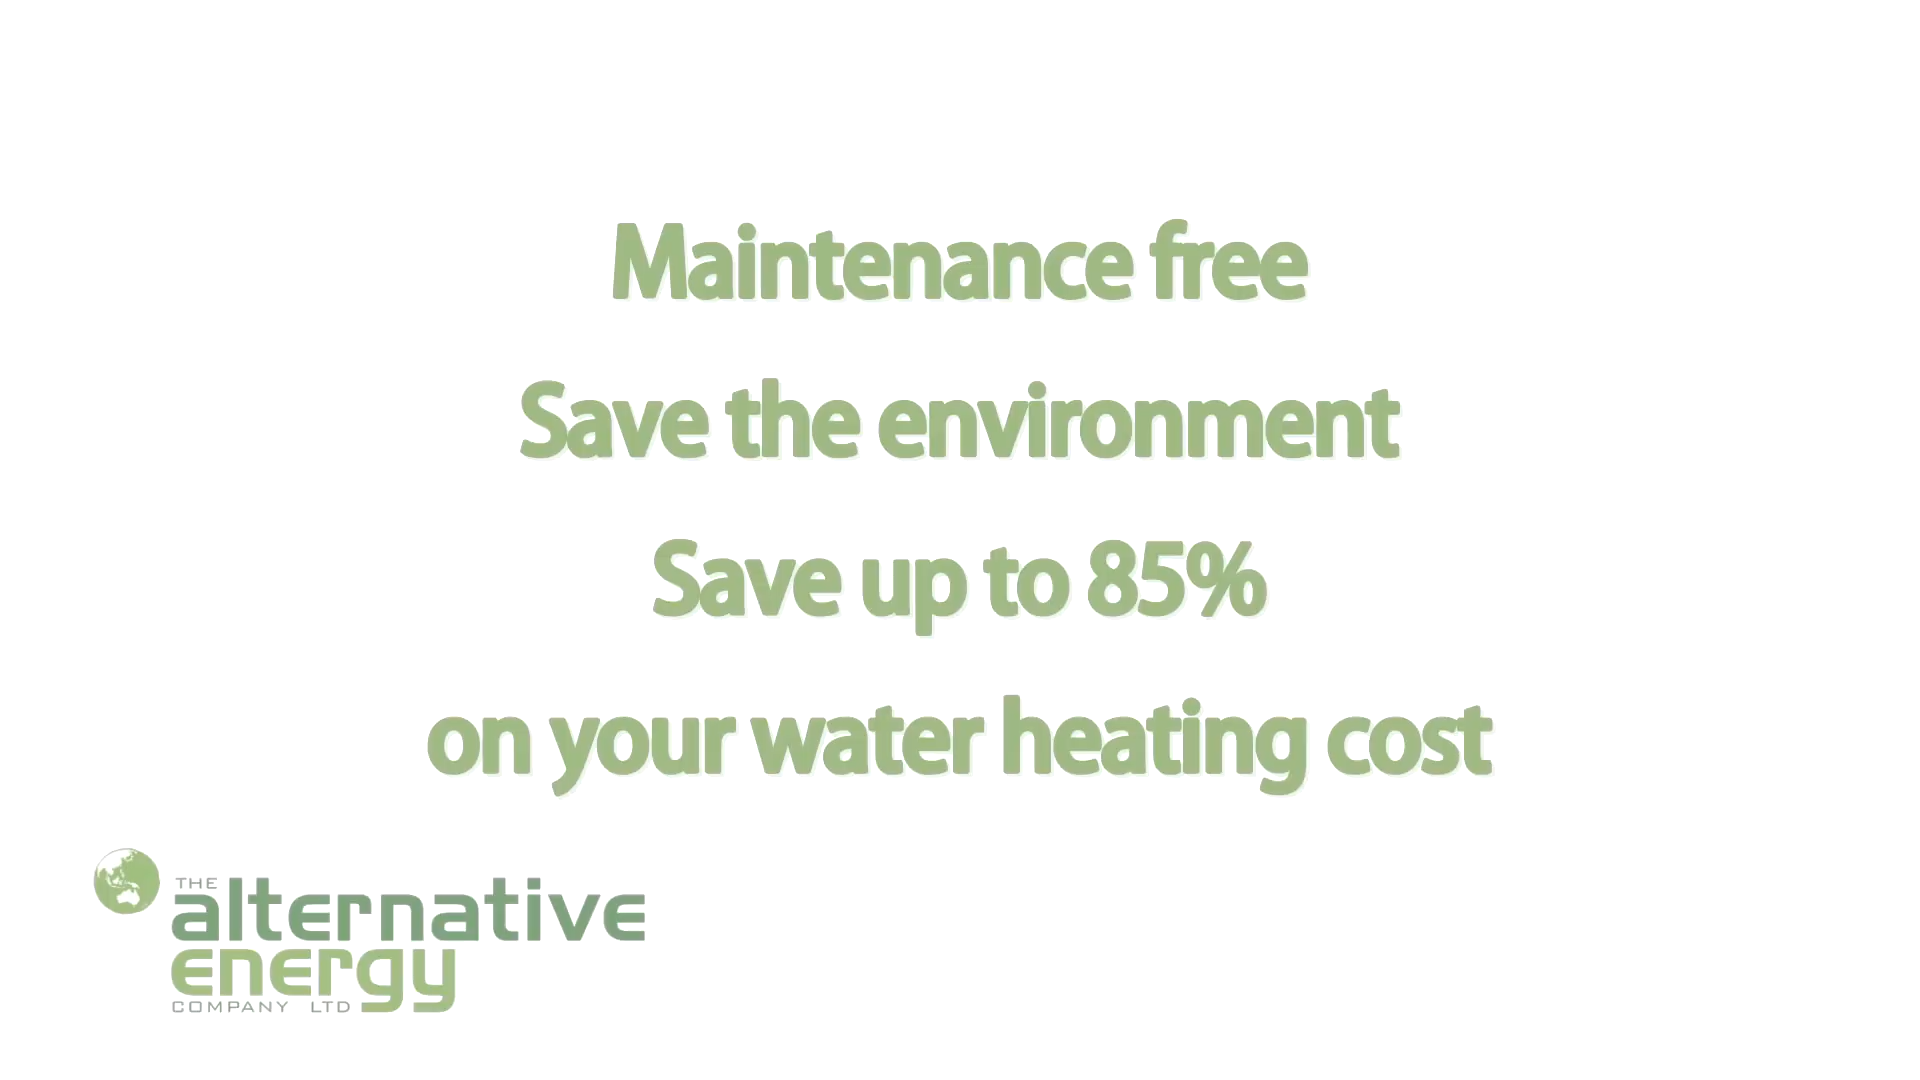 Maintenance free
Save the environment
Save up to 85%
on your water heating cost
THE
alternative
energy
COMPANY LTD